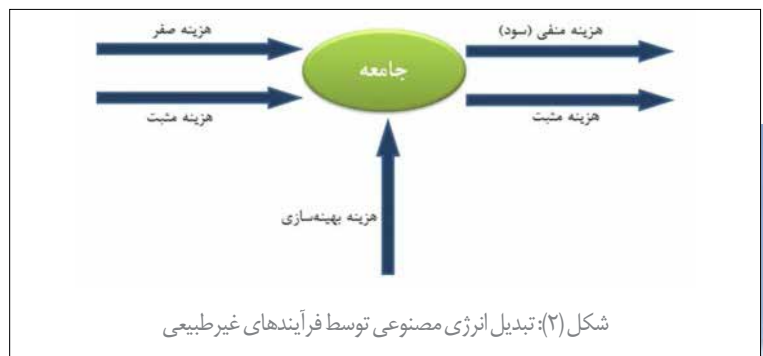 هزینه صفر
هزینه منفی (سود)
جامعه
هزینه مثبت
هزینه مثبت
هزینه بهینه‌سازی
شکل (۲): تبدیل انرژی مصنوعی توسط فرآیندهای غیرطبیعی